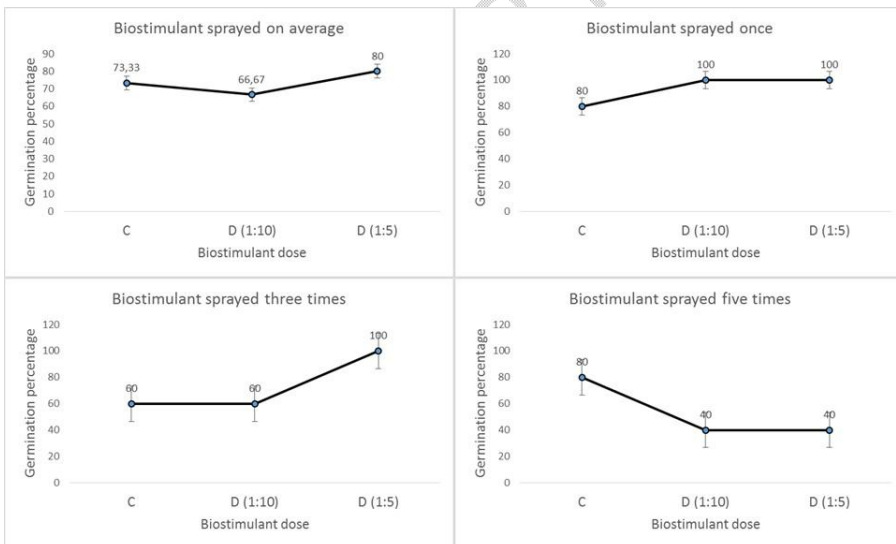 Biostimulant sprayed on average
Germination percentage
90
80
70
60
50
40
30
20
10
0
73,33
66,67
80
C D (1:10) D (1:5)
Biostimulant dose
Biostimulant sprayed once
Germination percentage
120
100
80
60
40
20
0
80
100
100
C D (1:10) D (1:5)
Biostimulant dose
Biostimulant sprayed three times
Germination percentage
120
100
80
60
40
20
0
60
60
100
C D (1:10) D (1:5)
Biostimulant dose
Biostimulant sprayed five times
Germination percentage
120
100
80
60
40
20
0
80
40
40
C D (1:10) D (1:5)
Biostimulant dose